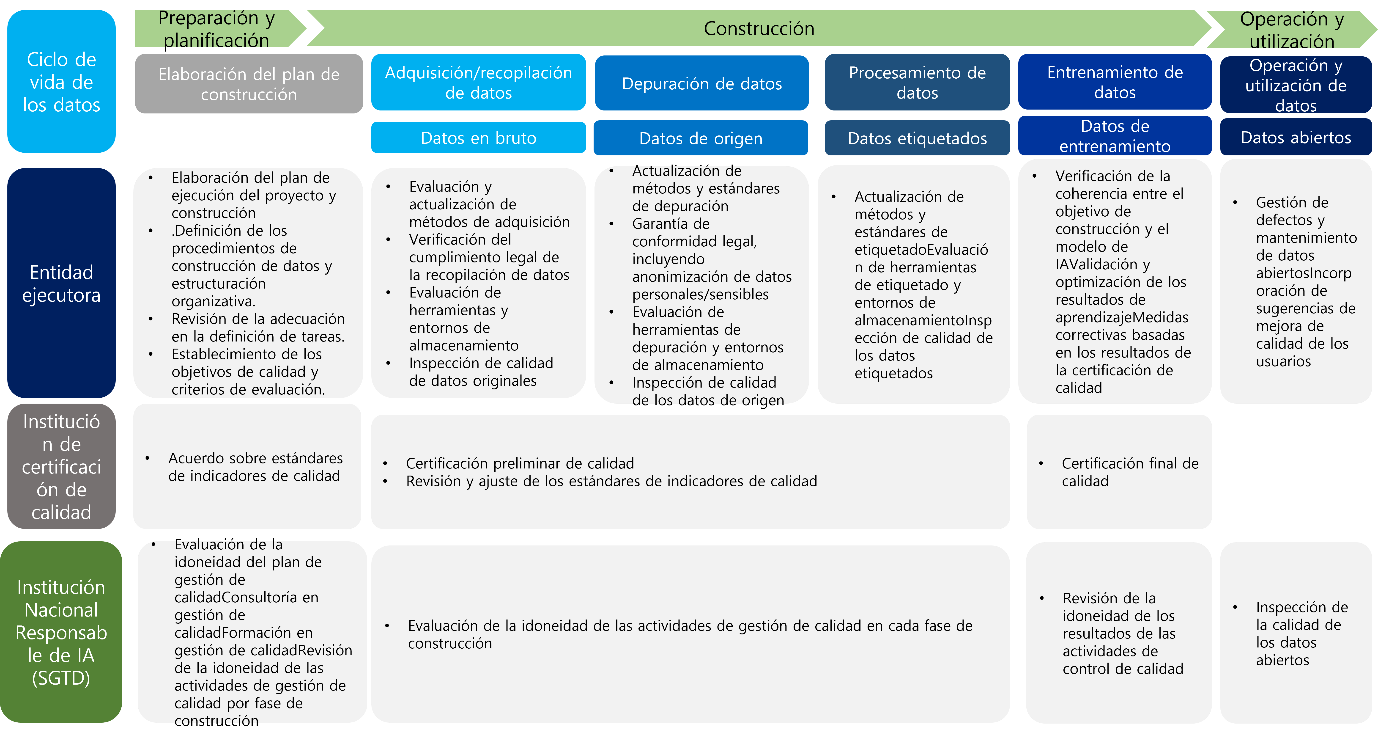 Ciclo de
vida de
los datos
Preparación y
planificación
Construcción
Operación y
utilización
Elaboración del plan de
construcción
Adquisición/recopilación
de datos
Depuración de datos
Procesamiento de
datos
Entrenamiento de
datos
Operación y
utilización de
datos
Datos en bruto
Datos de origen
Datos etiquetados
Datos de
entrenamiento
Datos abiertos
Entidad
ejecutora
• Elaboración del plan de
ejecución del proyecto y
construcción
• .Definición de los
procedimientos de
construcción de datos y
estructuración
organizativa.
• Revisión de la adecuación
en la definición de tareas.
• Establecimiento de los
objetivos de calidad y
criterios de evaluación.
• Evaluación y
actualización de
métodos de adquisición
• Verificación del
cumplimiento legal de
la recopilación de datos
• Evaluación de
herramientas y
entornos de
almacenamiento
• Inspección de calidad
de datos originales
• Actualización de
métodos y estándares
de depuración
• Garantía de
conformidad legal,
incluyendo
anonimización de datos
personales/sensibles
• Evaluación de
herramientas de
depuración y entornos
de almacenamiento
• Inspección de calidad
de los datos de origen
• Actualización de
métodos y
estándares de
etiquetadoEvaluació
n de herramientas
de etiquetado y
entornos de
almacenamientoInsp
ección de calidad de
los datos
etiquetados
• Verificación de la
coherencia entre el
objetivo de
construcción y el
modelo de
IAValidación y
optimización de los
resultados de
aprendizajeMedidas
correctivas basadas
en los resultados de
la certificación de
calidad
• Gestión de
defectos y
mantenimiento
de datos
abiertosIncorp
oración de
sugerencias de
mejora de
calidad de los
usuarios
Institució
n de
certificaci
ón de
calidad
• Acuerdo sobre estándares
de indicadores de calidad
• Certificación preliminar de calidad
• Revisión y ajuste de los estándares de indicadores de calidad
• Certificación final de
calidad
Institución
Nacional
Responsab
le de IA
(SGTD)
• Evaluación de la
idoneidad del plan de
gestión de
calidadConsultoría en
gestión de
calidadFormación en
gestión de calidadRevisión
de la idoneidad de las
actividades de gestión de
calidad por fase de
construcción
• Evaluación de la idoneidad de las actividades de gestión de calidad en cada fase de
construcción
• Revisión de la
idoneidad de los
resultados de las
actividades de
control de calidad
• Inspección de
la calidad de
los datos
abiertos